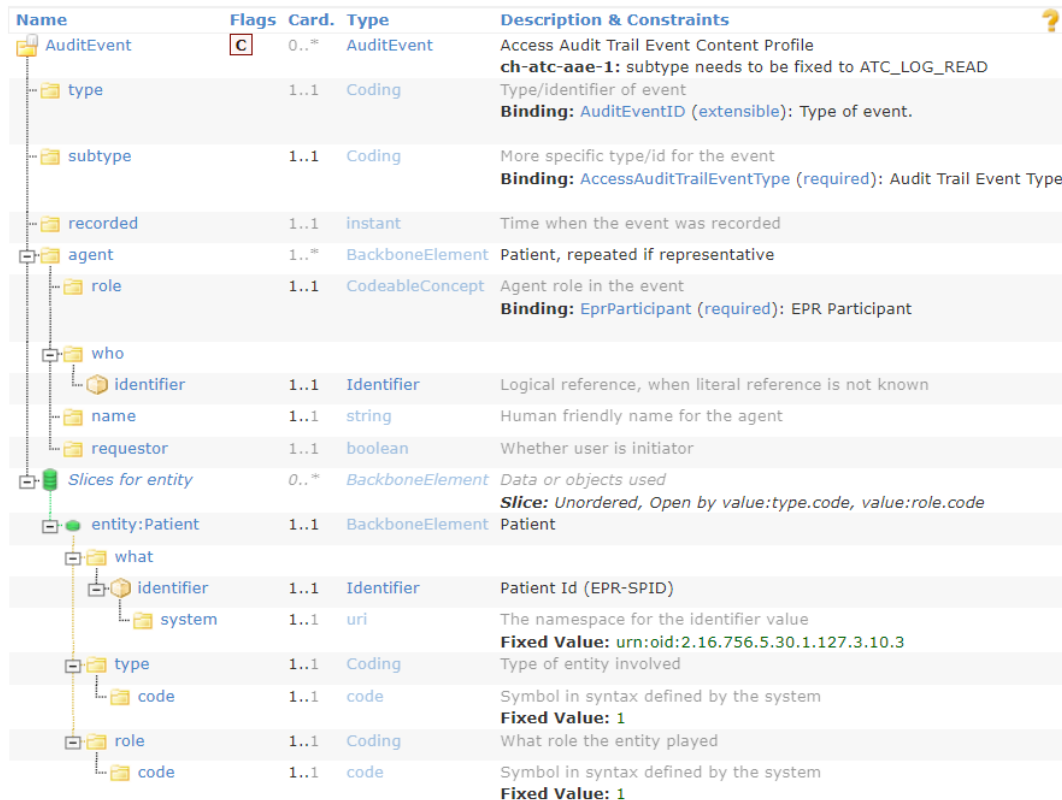 Name Flags Card. Type Description & Constraints ?
AuditEvent C 0..* AuditEvent Access Audit Trail Event Content Profile
ch-atc-aae-1: subtype needs to be fixed to ATC_LOG_READ
type 1..1 Coding Type/identifier of event
Binding: AuditEventID (extensible): Type of event.
subtype 1..1 Coding More specific type/id for the event
Binding: AccessAuditTrailEventType (required): Audit Trail Event Type
recorded 1..1 instant Time when the event was recorded
agent 1..* BackboneElement Patient, repeated if representative
role 1..1 CodeableConcept Agent role in the event
Binding: EprParticipant (required): EPR Participant
who
identifier 1..1 Identifier Logical reference, when literal reference is not known
name 1..1 string Human friendly name for the agent
requestor 1..1 boolean Whether user is initiator
Slices for entity 0..* BackboneElement Data or objects used
Slice: Unordered, Open by value:type.code, value:role.code
entity:Patient 1..1 BackboneElement Patient
what
identifier 1..1 Identifier Patient Id (EPR-SPID)
system 1..1 uri The namespace for the identifier value
Fixed Value: urn:oid:2.16.756.5.30.1.127.3.10.3
type 1..1 Coding Type of entity involved
code 1..1 code Symbol in syntax defined by the system
Fixed Value: 1
role 1..1 Coding What role the entity played
code 1..1 code Symbol in syntax defined by the system
Fixed Value: 1